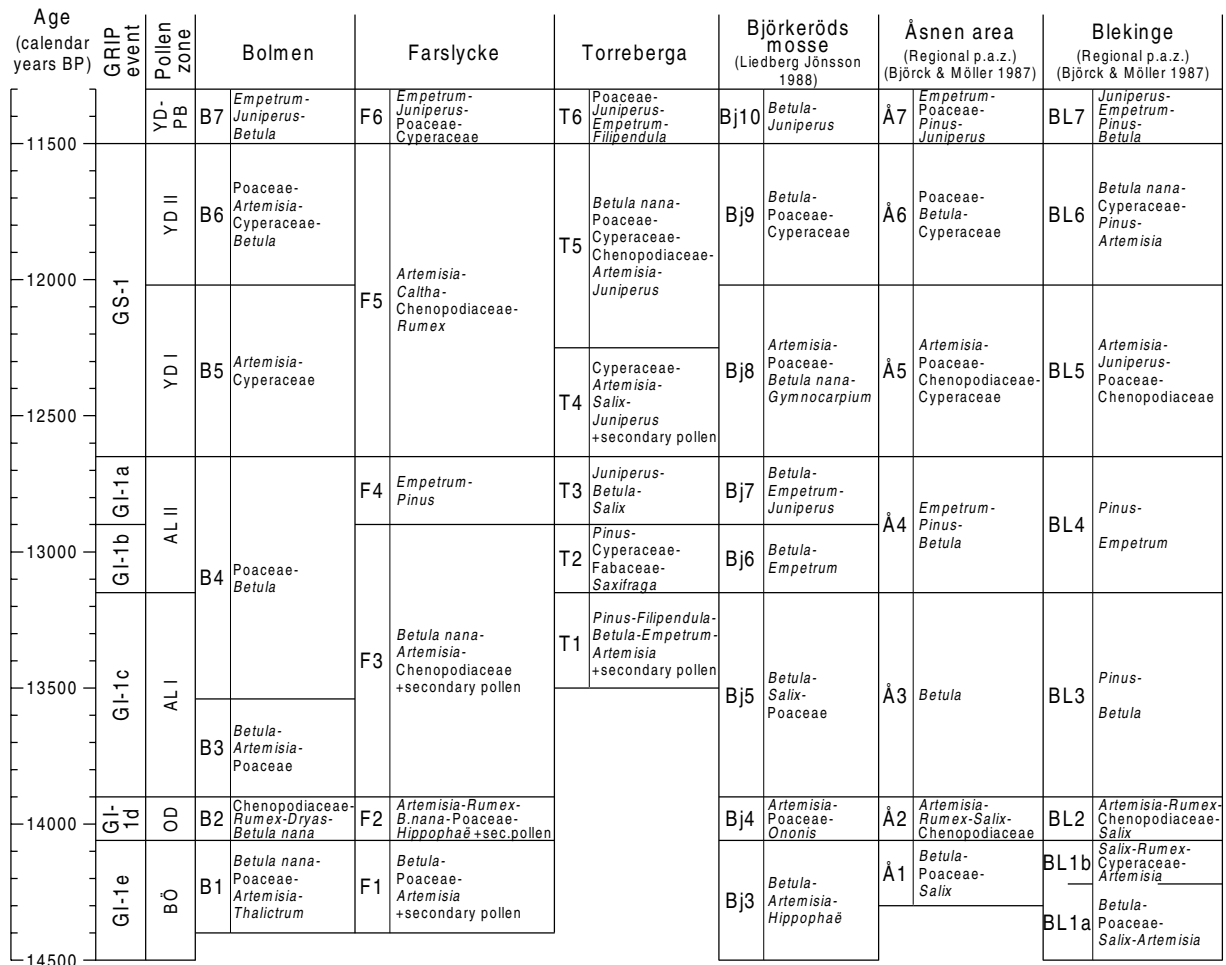 Age
(calendar
years BP)
GRIP
event
Pollen
zone
Bolmen
Farslycke
Torreberga
Björkeröds
mosse
(Liedberg Jönsson
1988)
Åsnen area
(Regional p.a.z.)
(Björck & Möller 1987)
Blekinge
(Regional p.a.z.)
(Björck & Möller 1987)
11500
12000
12500
13000
13500
14000
14500
GS-1
GI-1a
GI-1b
GI-1c
GI-
1d
GI-1e
YD-
PB
YD II
YD I
AL II
AL I
OD
BÖ
B7
Empetrum-
Juniperus-
Betula
B6
Poaceae-
Artemisia-
Cyperaceae-
Betula
B5
Artemisia-
Cyperaceae
B4
Poaceae-
Betula
B3
Betula-
Artemisia-
Poaceae
B2
Chenopodiaceae-
Rumex-Dryas-
Betula nana
B1
Betula nana-
Poaceae-
Artemisia-
Thalictrum
F6
Empetrum-
Juniperus-
Poaceae-
Cyperaceae
F5
Artemisia-
Caltha-
Chenopodiaceae-
Rumex
F4
Empetrum-
Pinus
F3
Betula nana-
Artemisia-
Chenopodiaceae
+secondary pollen
F2
Artemisia-Rumex-
B.nana-Poaceae-
Hippophaë+sec.pollen
F1
Betula-
Poaceae-
Artemisia
+secondary pollen
T6
Poaceae-
Juniperus-
Empetrum-
Filipendula
T5
Betula nana-
Poaceae-
Cyperaceae-
Chenopodiaceae-
Artemisia-
Juniperus
T4
Cyperaceae-
Artemisia-
Salix-
Juniperus
+secondary pollen
T3
Juniperus-
Betula-
Salix
T2
Pinus-
Cyperaceae-
Fabaceae-
Saxifraga
T1
Pinus-Filipendula-
Betula-Empetrum-
Artemisia
+secondary pollen
Bj10
Betula-
Juniperus
Bj9
Betula-
Poaceae-
Cyperaceae
Bj8
Artemisia-
Poaceae-
Betula nana-
Gymnocarpium
Bj7
Betula-
Empetrum-
Juniperus
Bj6
Betula-
Empetrum
Bj5
Betula-
Salix-
Poaceae
Bj4
Artemisia-
Poaceae-
Ononis
Bj3
Betula-
Artemisia-
Hippophaë
Å7
Empetrum-
Poaceae-
Pinus-
Juniperus
Å6
Poaceae-
Betula-
Cyperaceae
Å5
Artemisia-
Poaceae-
Chenopodiaceae-
Cyperaceae
Å4
Empetrum-
Pinus-
Betula
Å3
Betula
Å2
Artemisia-
Rumex-Salix-
Chenopodiaceae
Å1
Betula-
Poaceae-
Salix
BL7
Juniperus-
Empetrum-
Pinus-
Betula
BL6
Betula nana-
Cyperaceae-
Pinus-
Artemisia
BL5
Artemisia-
Juniperus-
Poaceae-
Chenopodiaceae
BL4
Pinus-
Empetrum
BL3
Pinus-
Betula
BL2
Artemisia-Rumex-
Chenopodiaceae-
Salix
BL1b
Salix-Rumex-
Cyperaceae-
Artemisia
BL1a
Betula-
Poaceae-
Salix-Artemisia